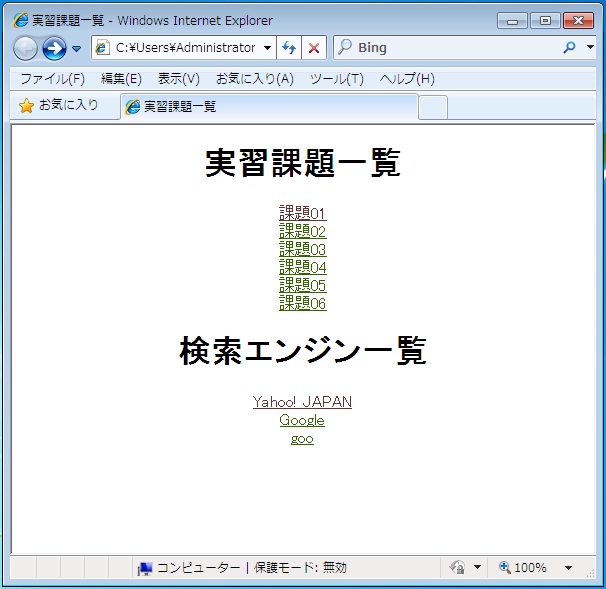 実習課題一覧 - Windows Internet Explorer
C:¥Users¥Administrator
Bing
ファイル(F) 編集(E) 表示(V) お気に入り(A) ツール(T) ヘルプ(H)
お気に入り 実習課題一覧
実習課題一覧
課題01
課題02
課題03
課題04
課題05
課題06
検索エンジン一覧
Yahoo! JAPAN
Google
goo
コンピューター | 保護モード: 無効 100%